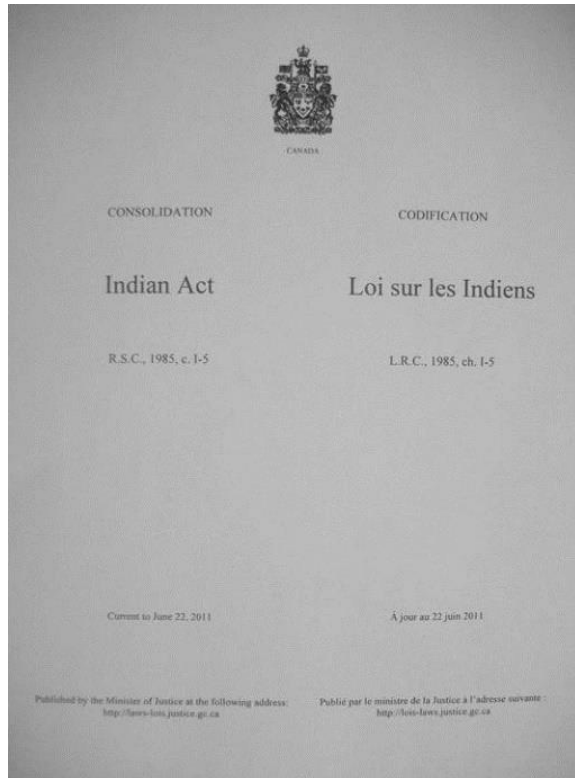 CANADA
CONSOLIDATION
Indian Act
R.S.C., 1985, c. I-5
Current to June 22, 2011
Published by the Minister of Justice at the following address:
http://laws-lois.justice.gc.ca
CODIFICATION
Loi sur les Indiens
L.R.C., 1985, ch. I-5
À jour au 22 juin 2011
Publié par le ministre de la Justice à l'adresse suivante :
http://lois-laws.justice.gc.ca